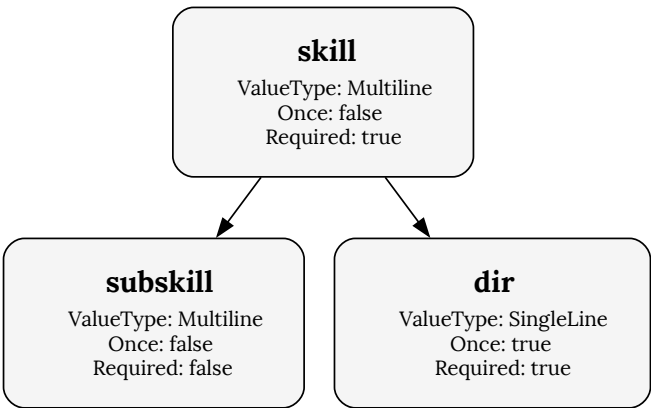 skill
ValueType: Multiline
Once: false
Required: true
subskill
ValueType: Multiline
Once: false
Required: false
dir
ValueType: SingleLine
Once: true
Required: true